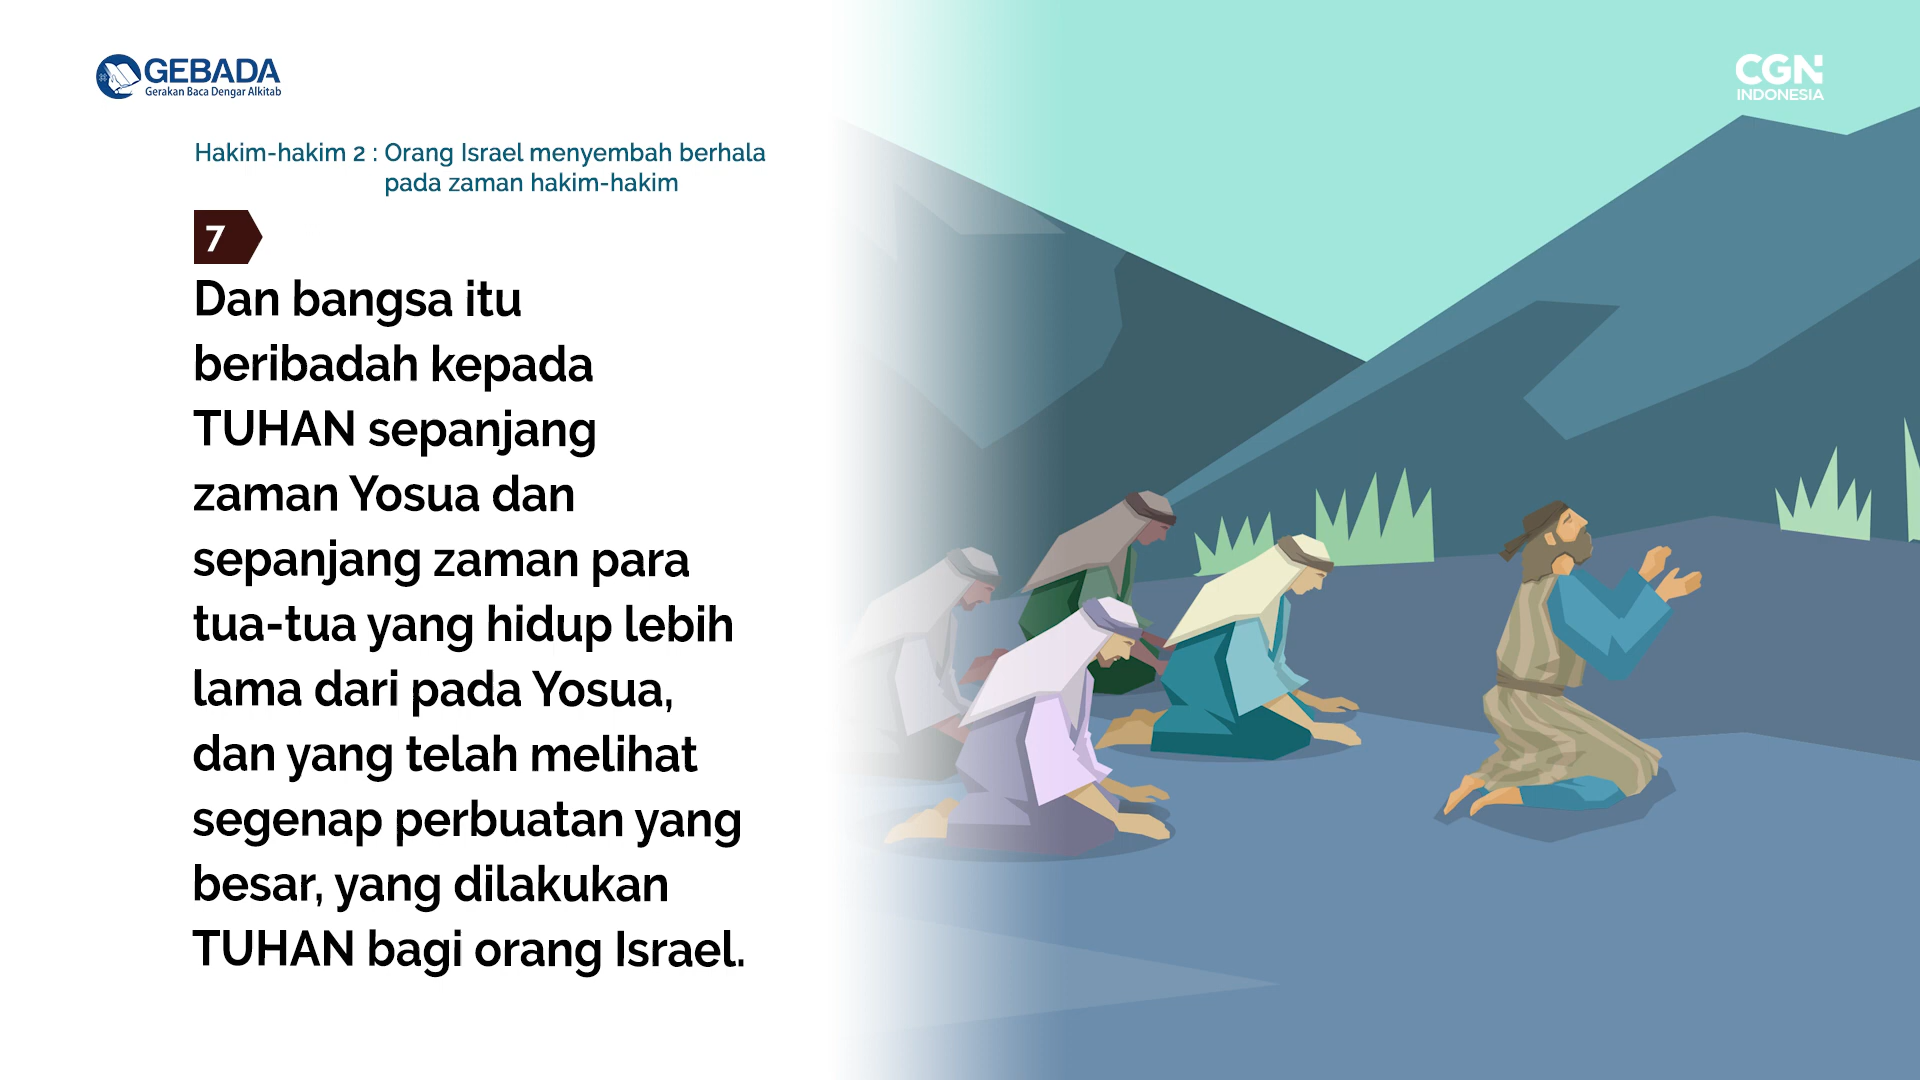 GEBADA
Gerakan Baca Dengar Alkitab
CGN
INDONESIA
Hakim-hakim 2 : Orang Israel menyembah berhala
pada zaman hakim-hakim
7
Dan bangsa itu
beribadah kepada
TUHAN sepanjang
zaman Yosua dan
sepanjang zaman para
tua-tua yang hidup lebih
lama dari pada Yosua,
dan yang telah melihat
segenap perbuatan yang
besar, yang dilakukan
TUHAN bagi orang Israel.